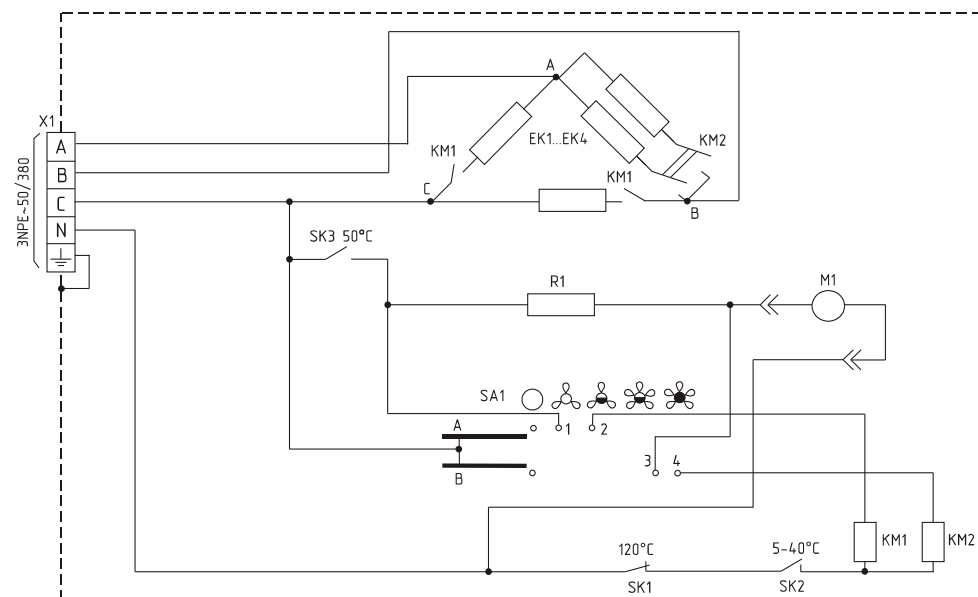 A
X1
EK1...EK4
KM2
KM1
A
3NPE~50/380
B
C
KM1
C
N
B
SK3 50°C
R1
M1
SA1
A
1
2
3
4
B
120°C
5-40°C
KM1
KM2
SK1
SK2